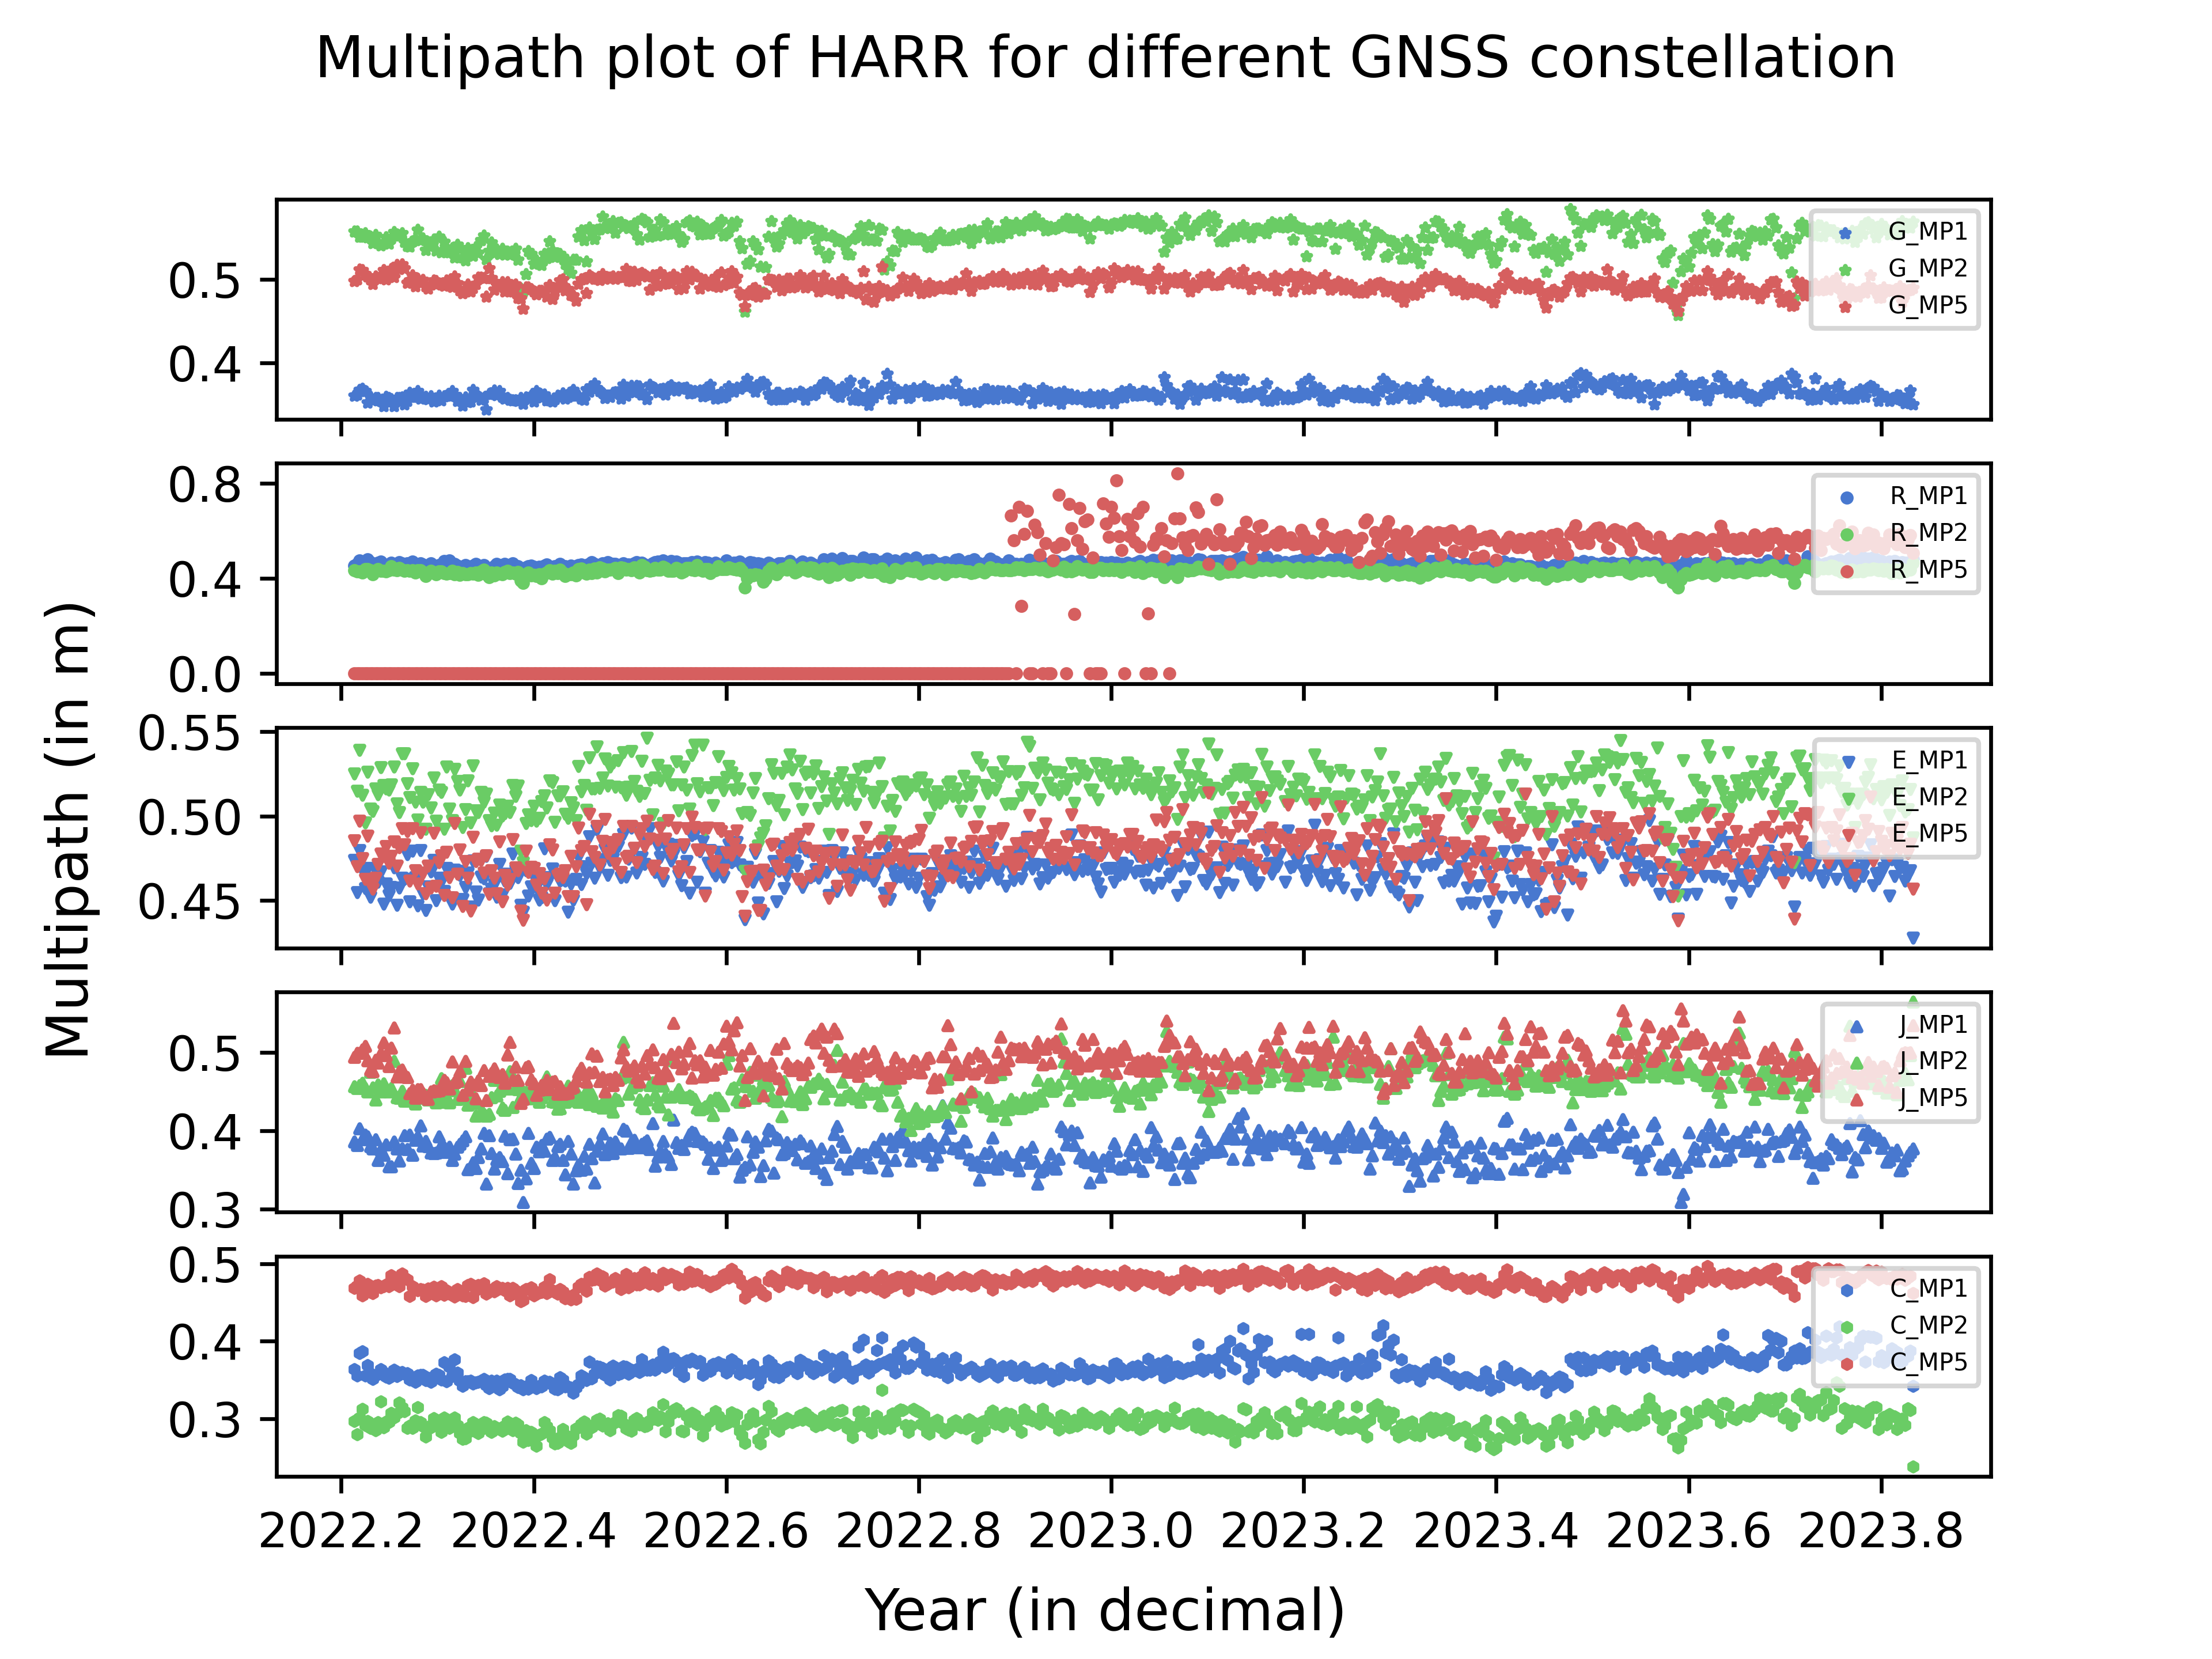 Multipath plot of HARR for different GNSS constellation
Multipath (in m)
0.5
0.4
G_MP1
G_MP2
G_MP5
0.8
0.4
0.0
R_MP1
R_MP2
R_MP5
0.55
0.50
0.45
E_MP1
E_MP2
E_MP5
0.5
0.4
0.3
J_MP1
J_MP2
J_MP5
0.5
0.4
0.3
C_MP1
C_MP2
C_MP5
2022.2 2022.4 2022.6 2022.8 2023.0 2023.2 2023.4 2023.6 2023.8
Year (in decimal)